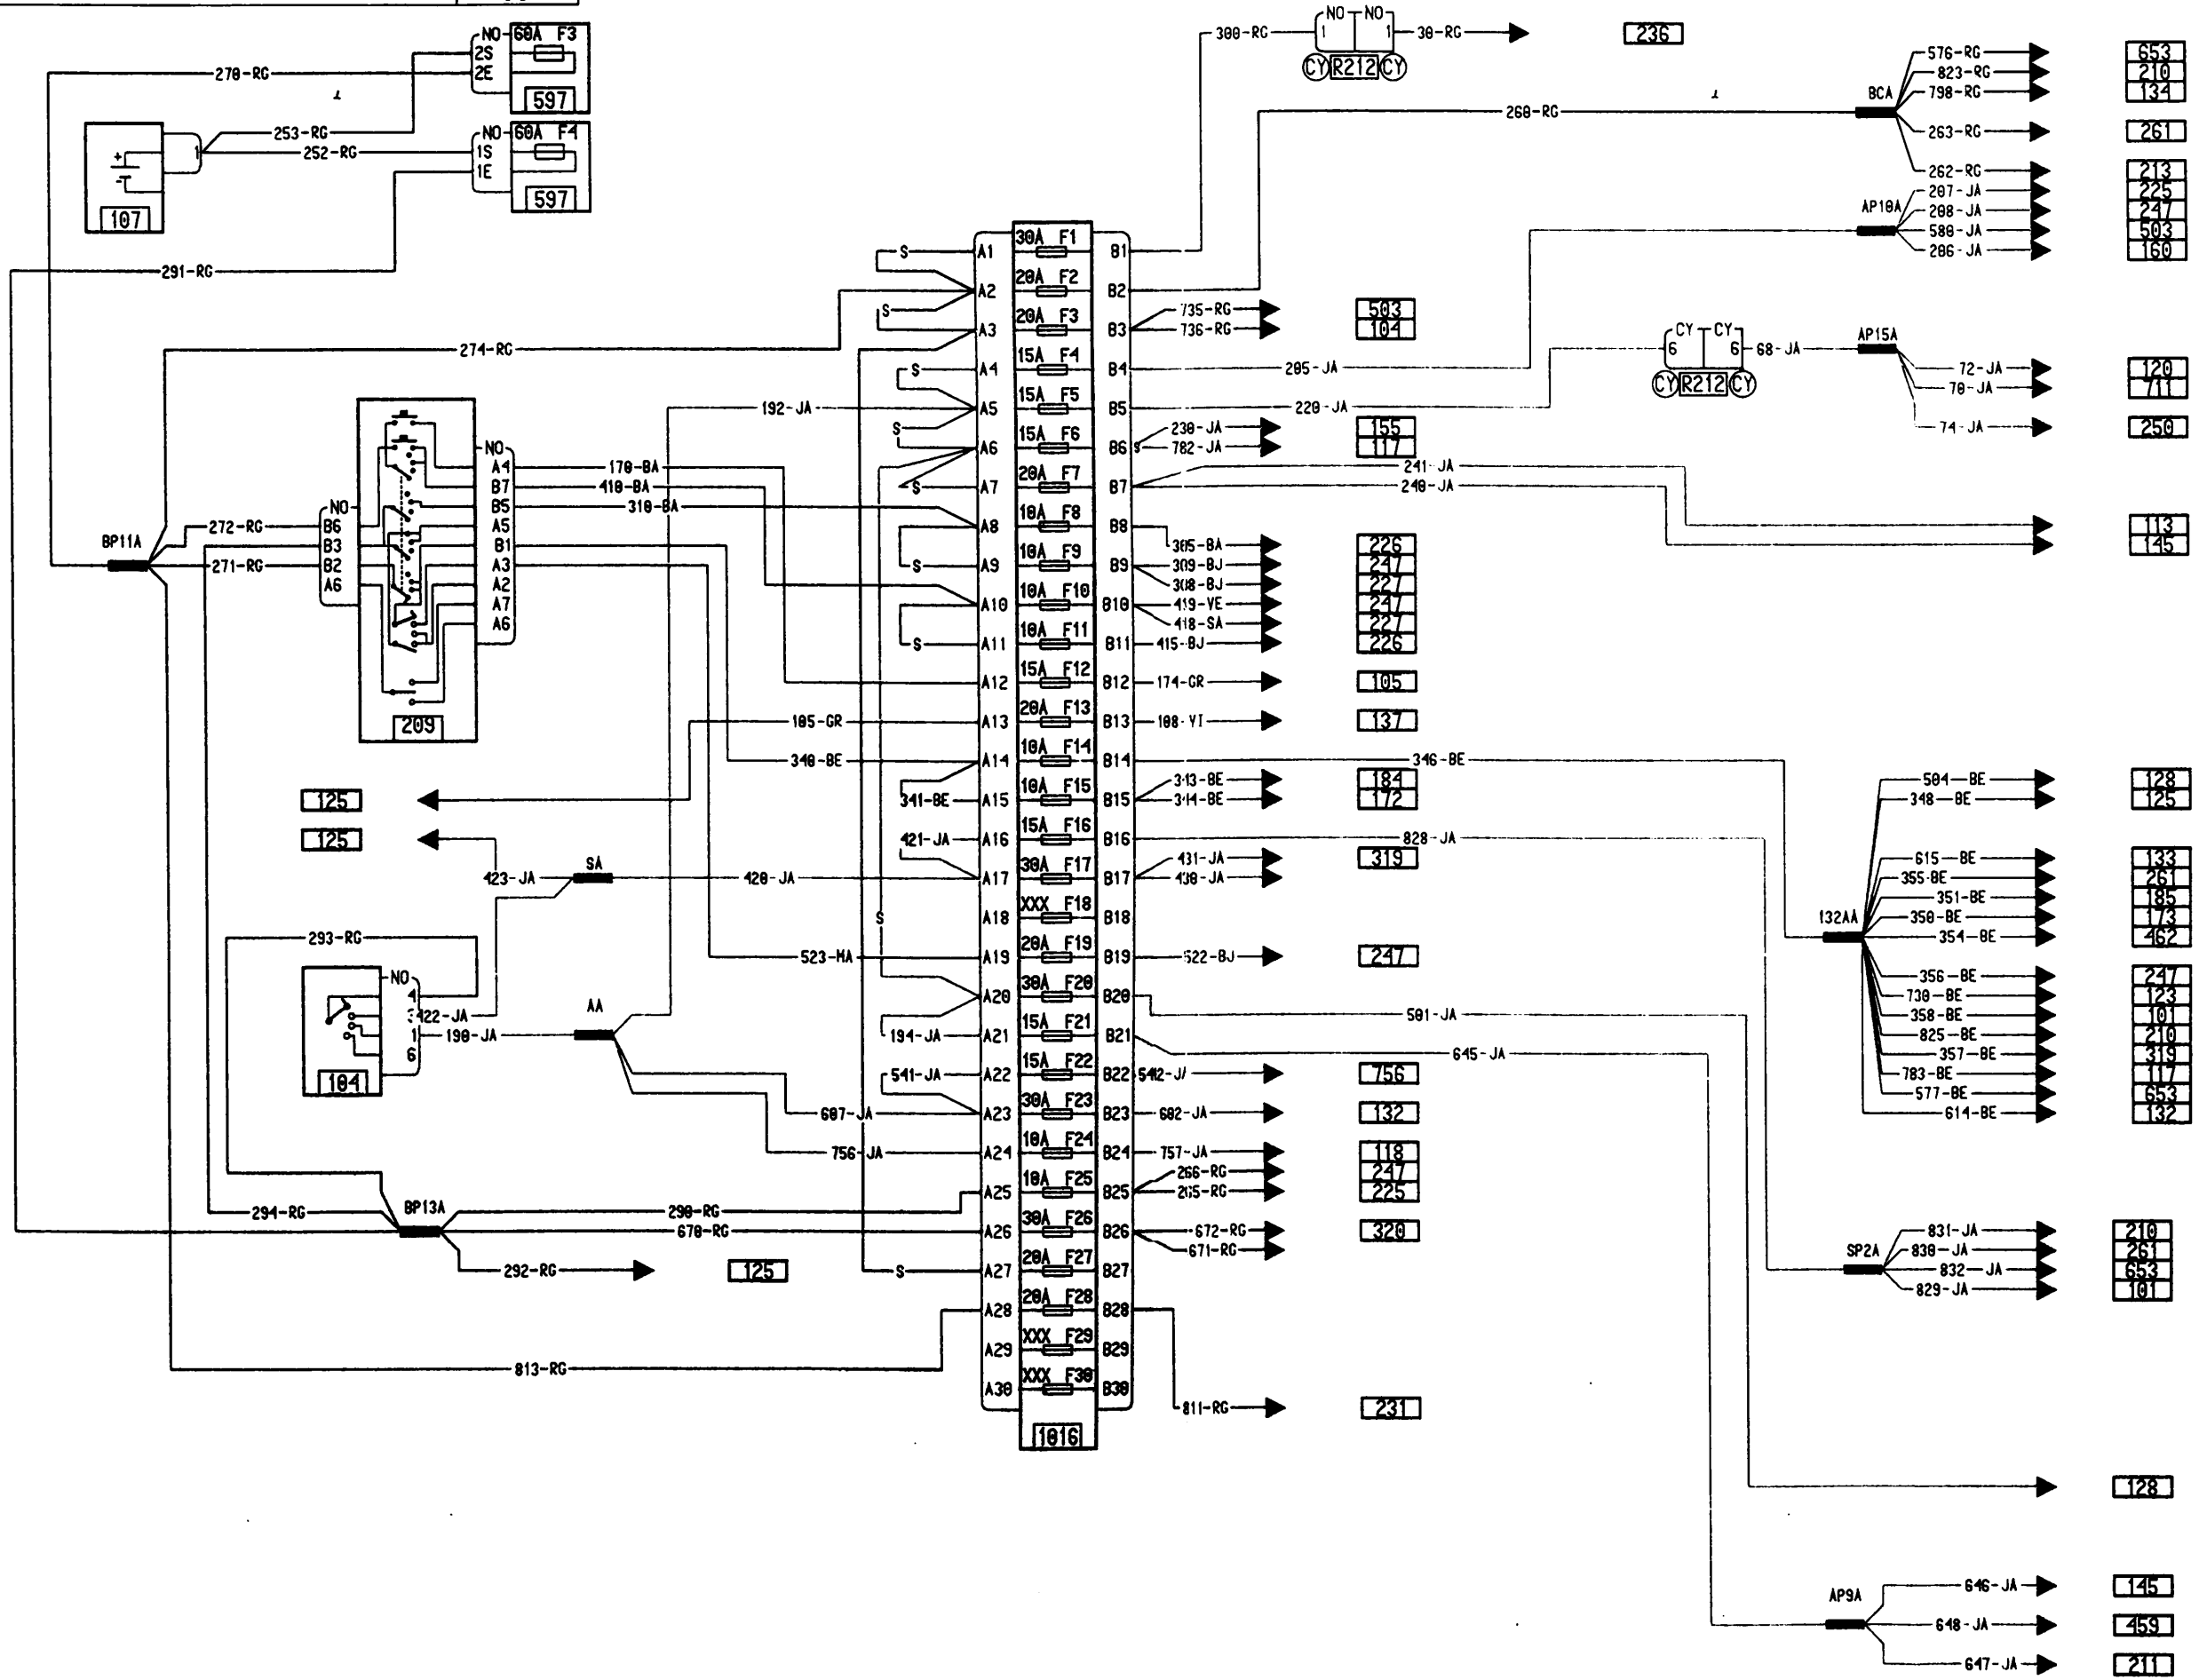 NO 60A F3
2S
2E
597
278-RG
253-RG
252-RG
NO 60A F4
1S
1E
597
1
+
-
107
291-RG
274-RG
BP11A
272-RG
271-RG
NO
B6
B3
B2
A6
209
NO
A4
B7
B5
A5
B1
A3
A2
A7
A6
170-BA
410-BA
310-BA
192-JA
105-GR
340-BE
125
125
423-JA
SA
420-JA
293-RG
NO
4
1
6
104
422-JA
190-JA
AA
523-MA
607-JA
756-JA
294-RG
BP13A
290-RG
670-RG
292-RG
125
813-RG
S
S
S
S
S
S
S
S
S
341-BE
421-JA
194-JA
541-JA
A1 30A F1 B1
A2 20A F2 B2
A3 20A F3 B3
A4 15A F4 B4
A5 15A F5 B5
A6 15A F6 B6
A7 20A F7 B7
A8 10A F8 B8
A9 10A F9 B9
A10 10A F10 B10
A11 10A F11 B11
A12 15A F12 B12
A13 20A F13 B13
A14 10A F14 B14
A15 10A F15 B15
A16 15A F16 B16
A17 30A F17 B17
A18 XXX F18 B18
A19 20A F19 B19
A20 30A F20 B20
A21 15A F21 B21
A22 15A F22 B22
A23 30A F23 B23
A24 10A F24 B24
A25 10A F25 B25
A26 30A F26 B26
A27 20A F27 B27
A28 20A F28 B28
A29 XXX F29 B29
A30 XXX F30 B30
1016
300-RG
NO NO
1 1
CY R212 CY
30-RG
236
260-RG
BCA
576-RG 653
823-RG 210
798-RG 134
263-RG 261
262-RG 213
AP10A
207-JA 225
208-JA 247
580-JA 503
206-JA 160
735-RG 503
736-RG 104
205-JA
220-JA
CY CY
6 6
CY R212 CY
68-JA
AP15A
72-JA 120
70-JA 711
74-JA 250
230-JA 155
782-JA 117
241-JA 113
240-JA 145
305-BA 226
309-BJ 247
308-BJ 227
419-VE 247
418-SA 227
415-BJ 226
174-GR 105
108-VI 137
346-BE
343-BE 184
344-BE 172
828-JA
431-JA 319
430-JA
522-BJ 247
501-JA
645-JA
542-JA 756
602-JA 132
757-JA 118
266-RG 247
265-RG 225
672-RG 320
671-RG
811-RG 231
132AA
504-BE 128
348-BE 125
615-BE 133
355-BE 261
351-BE 185
350-BE 173
354-BE 462
356-BE 247
730-BE 123
358-BE 101
825-BE 210
357-BE 319
783-BE 117
577-BE 653
614-BE 132
SP2A
831-JA 210
830-JA 261
832-JA 653
829-JA 101
128
AP9A
646-JA 145
648-JA 459
647-JA 211